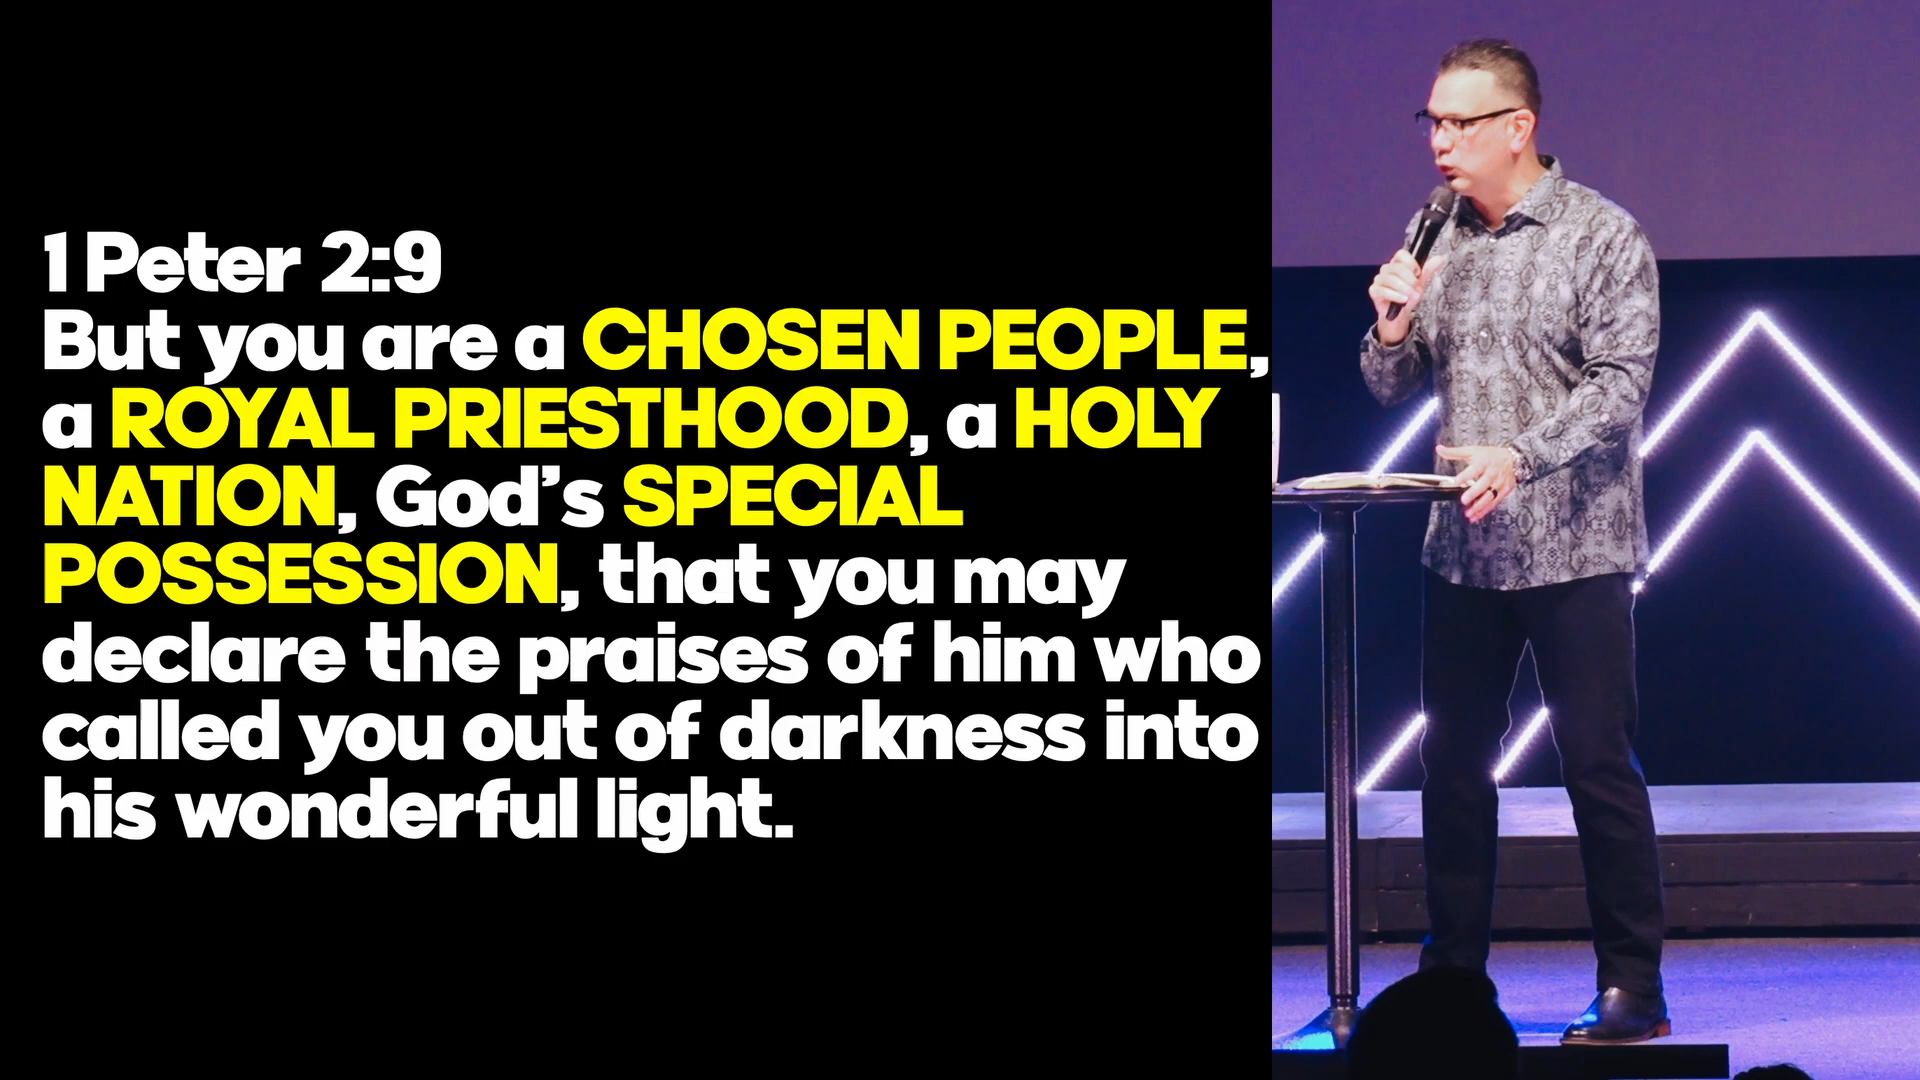 1 Peter 2:9
But you are a CHOSEN PEOPLE,
a ROYAL PRIESTHOOD, a HOLY
NATION, God’s SPECIAL
POSSESSION, that you may
declare the praises of him who
called you out of darkness into
his wonderful light.